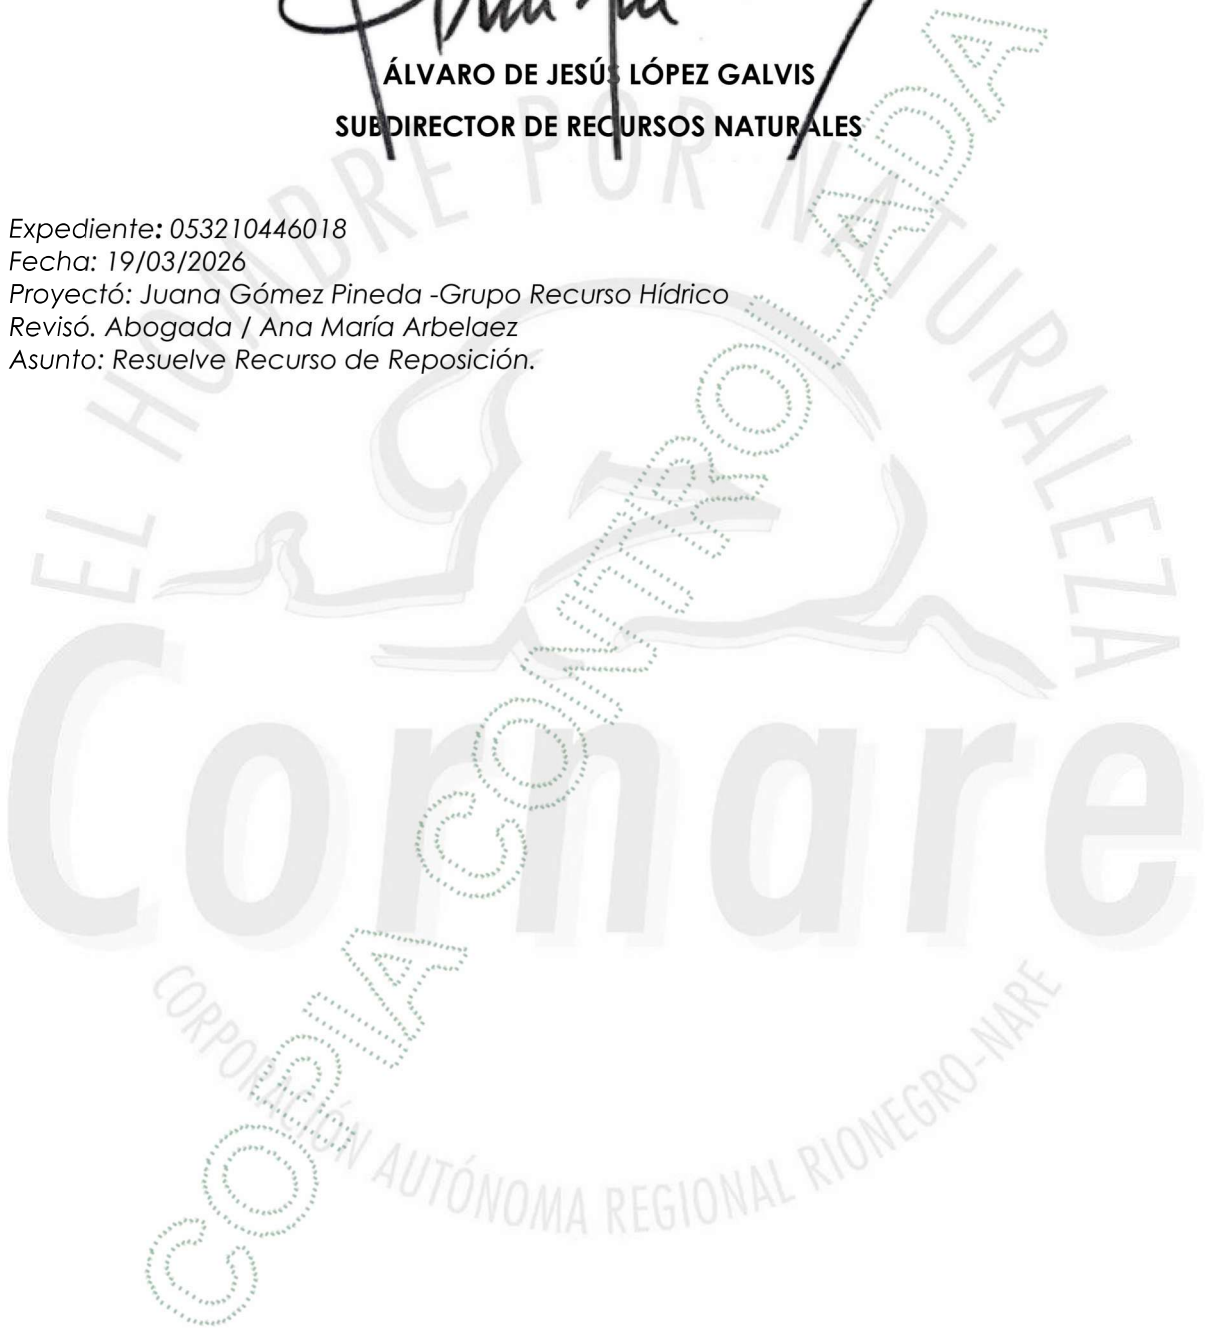 ÁLVARO DE JESÚS LÓPEZ GALVIS
SUBDIRECTOR DE RECURSOS NATURALES
Expediente: 053210446018
Fecha: 19/03/2026
Proyectó: Juana Gómez Pineda -Grupo Recurso Hídrico
Revisó. Abogada / Ana María Arbelaez
Asunto: Resuelve Recurso de Reposición.
EL HOMBRE POR NATURALEZA
Cornare
CORPORACIÓN AUTÓNOMA REGIONAL RIONEGRO-NARE
COPIA CONTROLADA